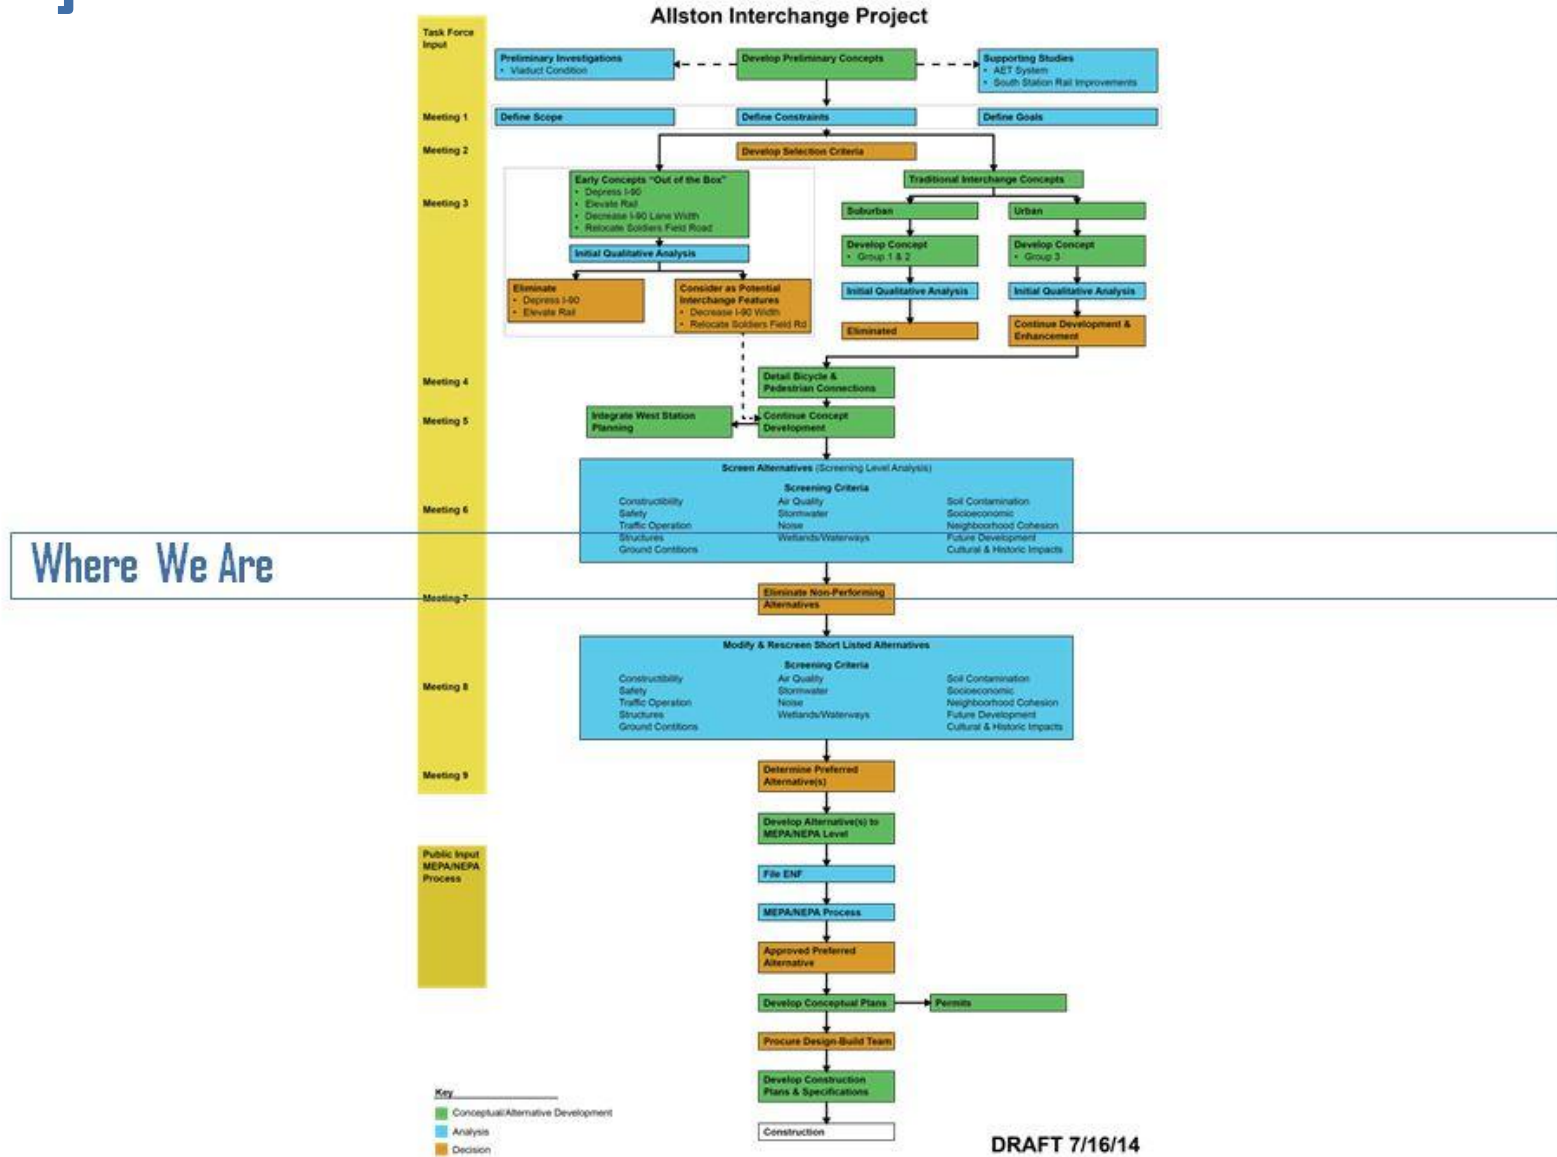 Allston Interchange Project
Task Force
Input
Preliminary Investigations
• Viaduct Condition
Develop Preliminary Concepts
Supporting Studies
• AET System
• South Station Rail Improvements
Meeting 1
Define Scope
Define Constraints
Define Goals
Meeting 2
Develop Selection Criteria
Meeting 3
Early Concepts "Out of the Box"
• Depress I-90
• Elevate Rail
• Decrease I-90 Lane Width
• Relocate Soldiers Field Road
Initial Qualitative Analysis
Eliminate
• Depress I-90
• Elevate Rail
Consider as Potential
Interchange Features
• Decrease I-90 Width
• Relocate Soldiers Field Rd
Traditional Interchange Concepts
Suburban
Urban
Develop Concept
• Group 1 & 2
Develop Concept
• Group 3
Initial Qualitative Analysis
Initial Qualitative Analysis
Eliminated
Continue Development &
Enhancement
Meeting 4
Detail Bicycle &
Pedestrian Connections
Meeting 5
Integrate West Station
Planning
Continue Concept
Development
Meeting 6
Screen Alternatives (Screening Level Analysis)
Screening Criteria
Constructibility
Safety
Traffic Operation
Structures
Ground Contitions
Air Quality
Stormwater
Noise
Wetlands/Waterways
Soil Contamination
Socioeconomic
Neighboorhood Cohesion
Future Development
Cultural & Historic Impacts
Where We Are
Meeting 7
Eliminate Non-Performing
Alternatives
Meeting 8
Modify & Rescreen Short Listed Alternatives
Screening Criteria
Constructibility
Safety
Traffic Operation
Structures
Ground Contitions
Air Quality
Stormwater
Noise
Wetlands/Waterways
Soil Contamination
Socioeconomic
Neighboorhood Cohesion
Future Development
Cultural & Historic Impacts
Meeting 9
Determine Preferred
Alternative(s)
Develop Alternative(s) to
MEPA/NEPA Level
Public Input
MEPA/NEPA
Process
File ENF
MEPA/NEPA Process
Approved Preferred
Alternative
Develop Conceptual Plans
Permits
Procure Design-Build Team
Develop Construction
Plans & Specifications
Construction
Key
Conceptual/Alternative Development
Analysis
Decision
DRAFT 7/16/14